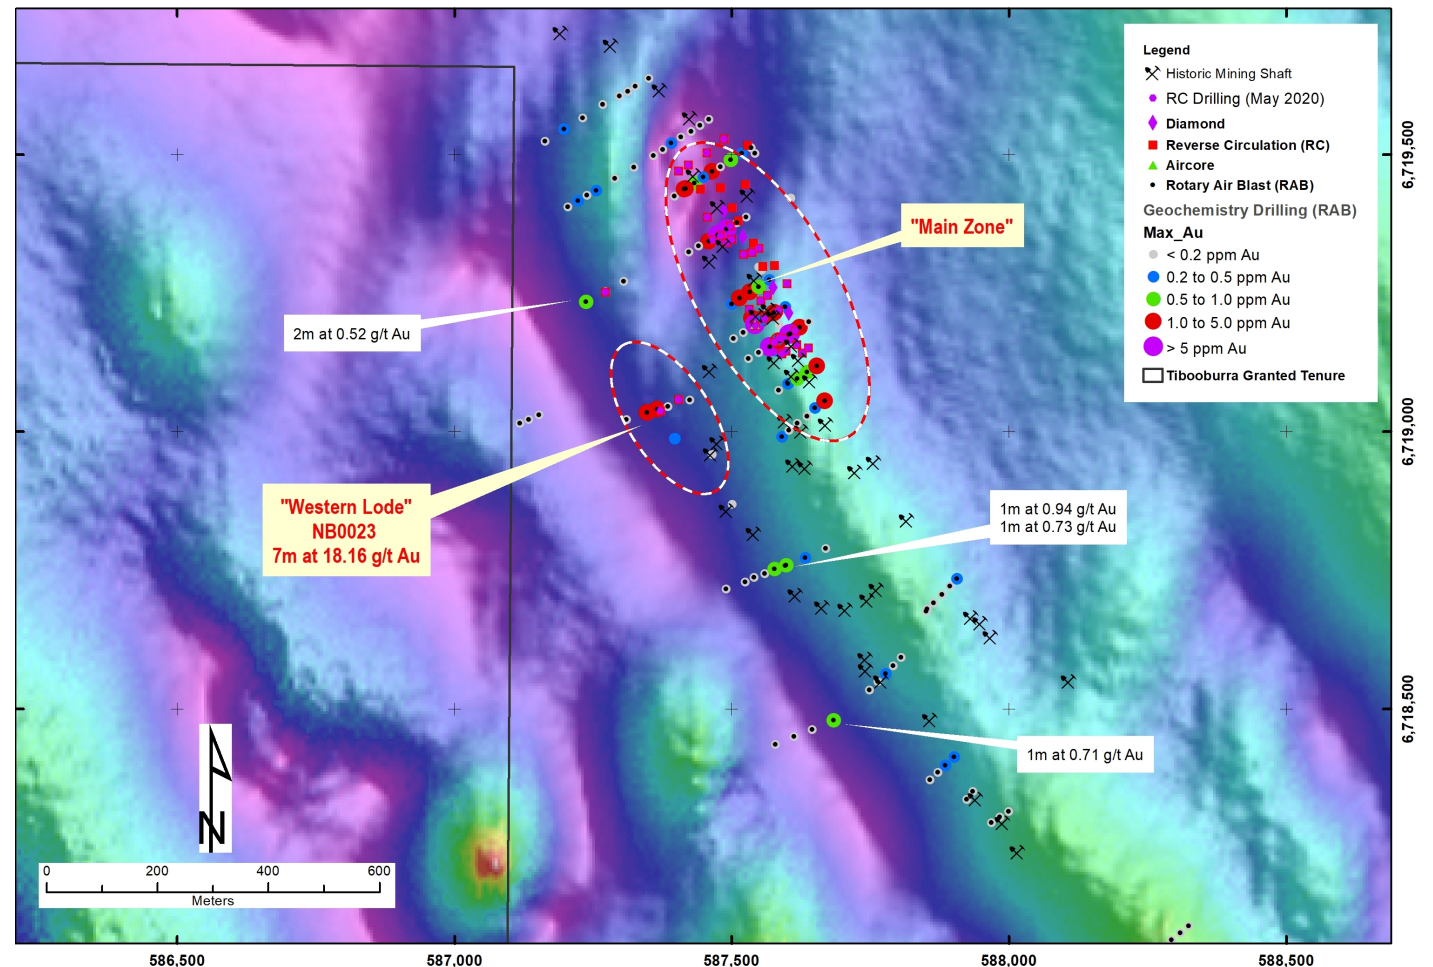 Legend
Historic Mining Shaft
RC Drilling (May 2020)
Diamond
Reverse Circulation (RC)
Aircore
Rotary Air Blast (RAB)
Geochemistry Drilling (RAB)
Max_Au
< 0.2 ppm Au
0.2 to 0.5 ppm Au
0.5 to 1.0 ppm Au
1.0 to 5.0 ppm Au
> 5 ppm Au
Tibooburra Granted Tenure
"Main Zone"
2m at 0.52 g/t Au
"Western Lode"
NB0023
7m at 18.16 g/t Au
1m at 0.94 g/t Au
1m at 0.73 g/t Au
1m at 0.71 g/t Au
6,719,500
6,719,000
6,718,500
N
0 200 400 600
Meters
586,500 587,000 587,500 588,000 588,500